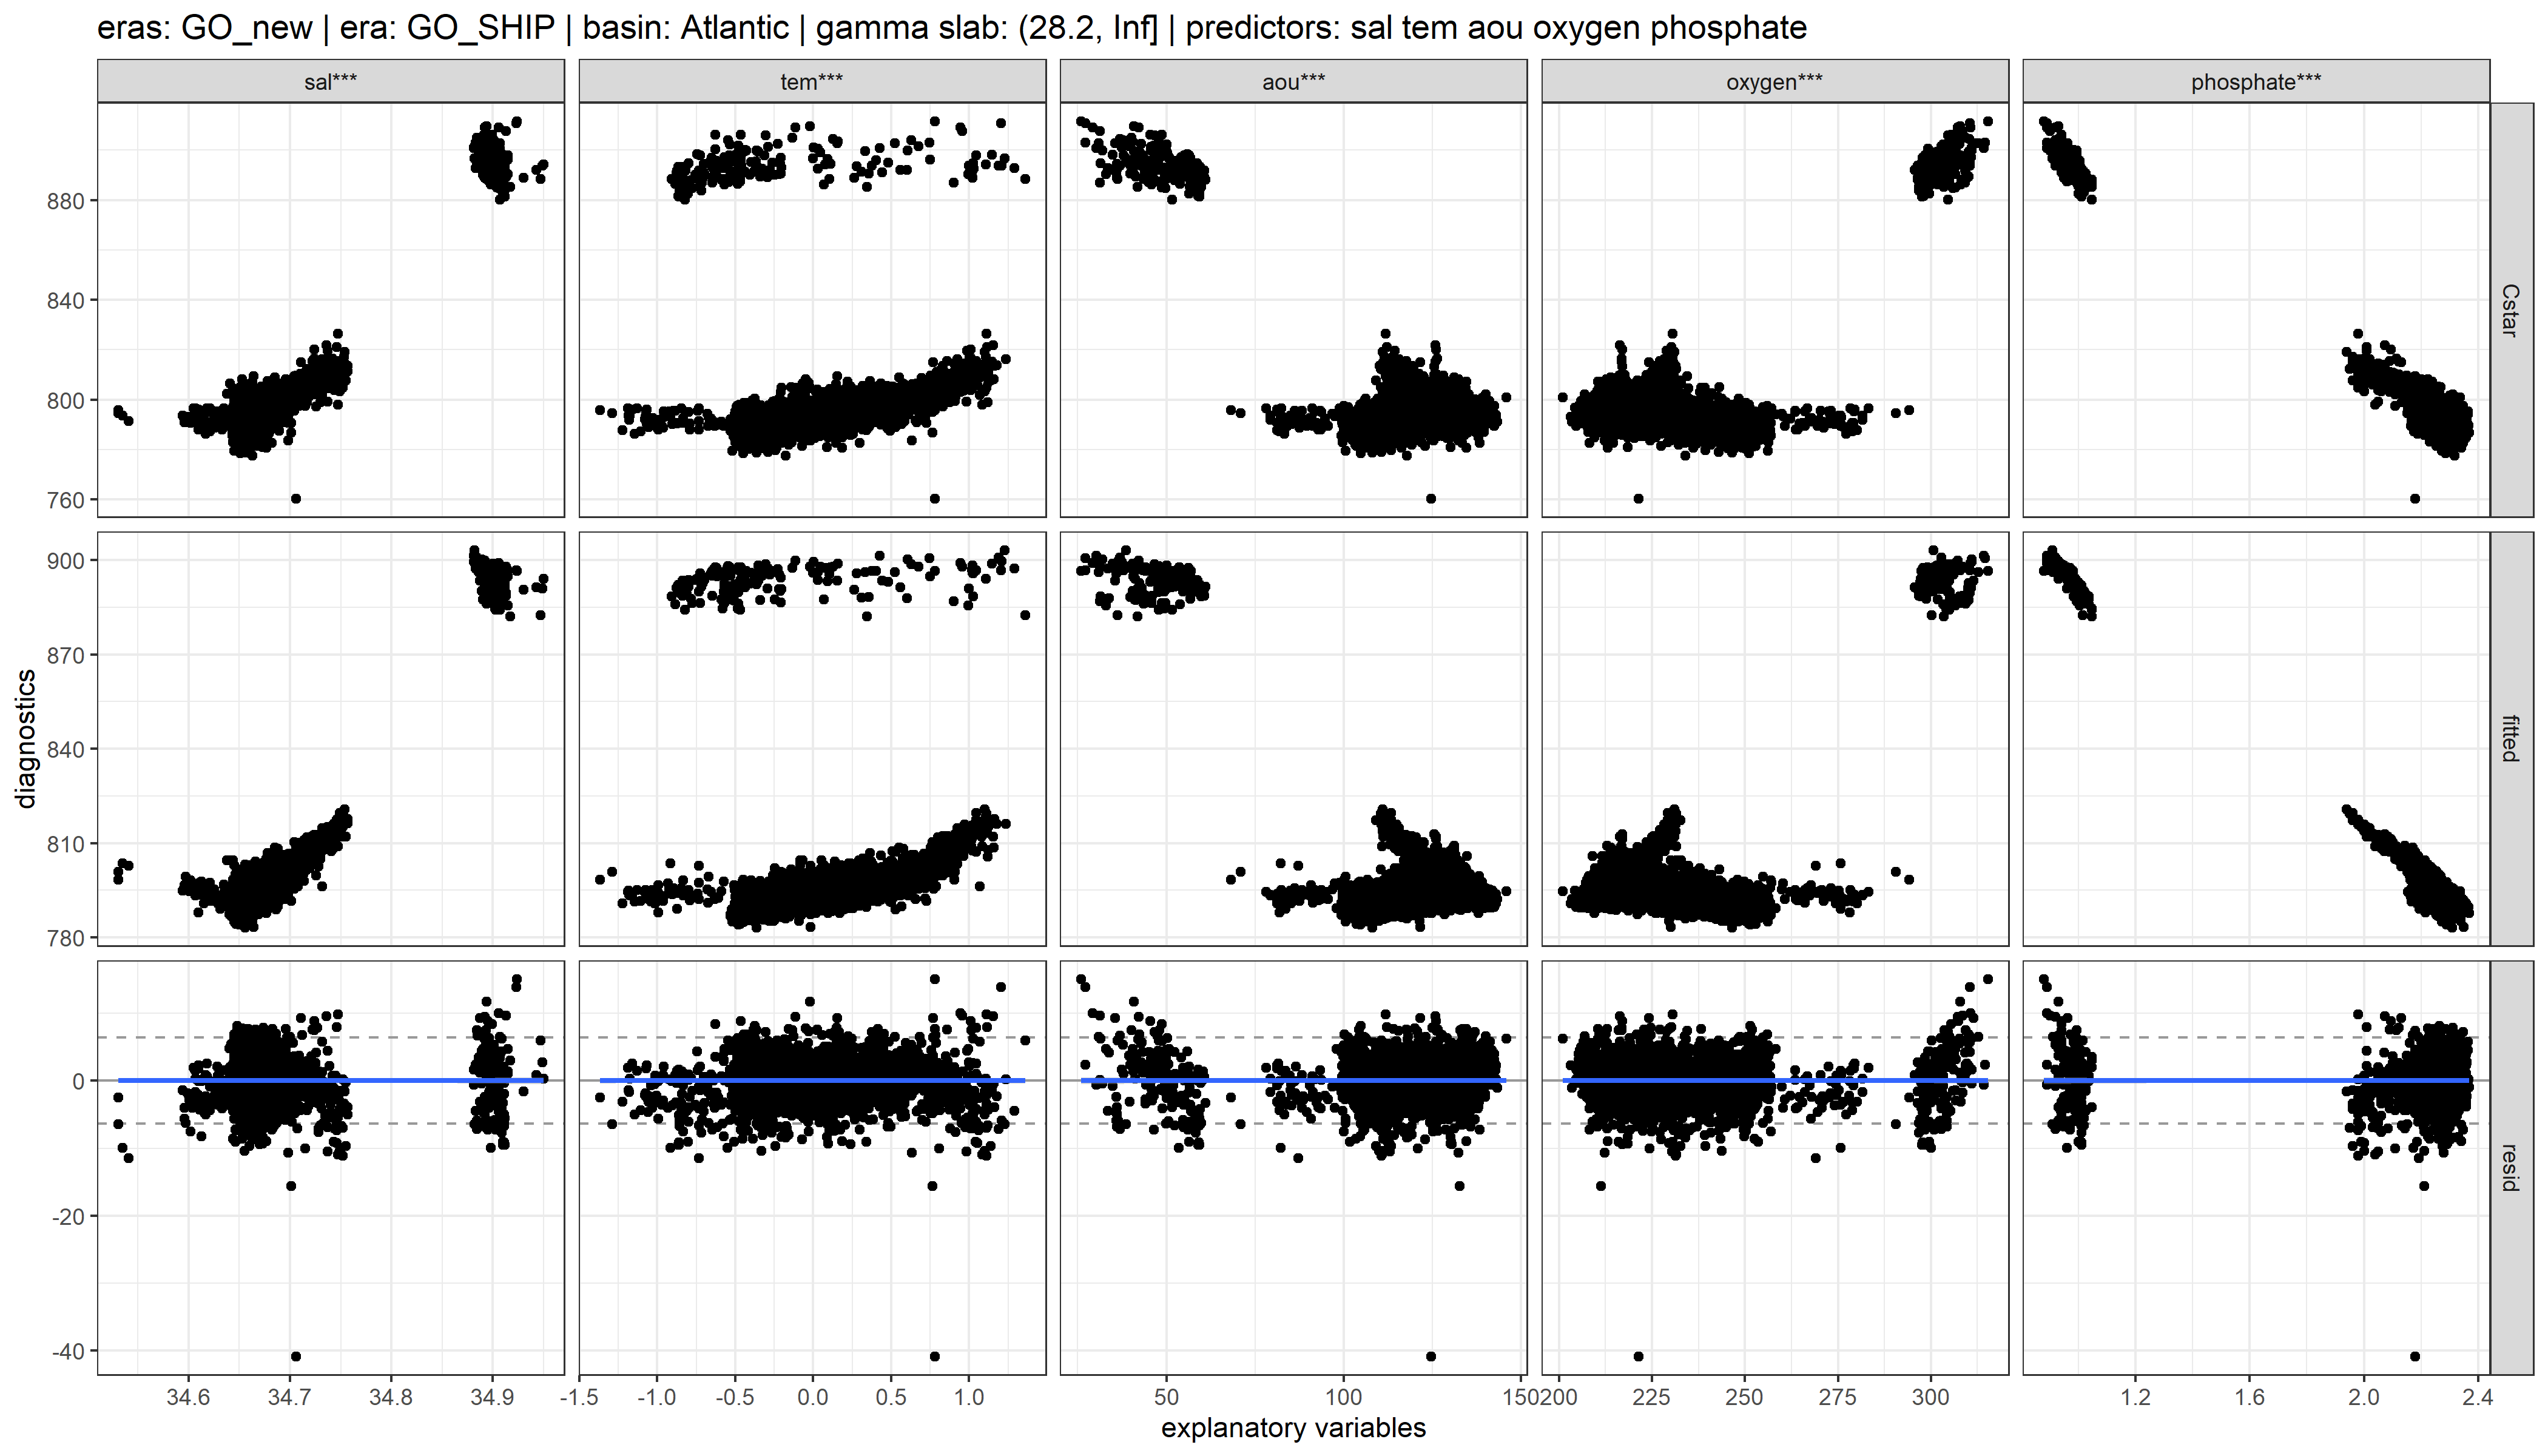 eras: GO_new | era: GO_SHIP | basin: Atlantic | gamma slab: (28.2, Inf] | predictors: sal tem aou oxygen phosphate
sal*** tem*** aou*** oxygen*** phosphate***
880
840
800
760
Cstar
900
870
840
810
780
fitted
diagnostics
0
-20
-40
resid
34.6 34.7 34.8 34.9 -1.5 -1.0 -0.5 0.0 0.5 1.0 50 100 150 200 225 250 275 300 1.2 1.6 2.0 2.4
explanatory variables